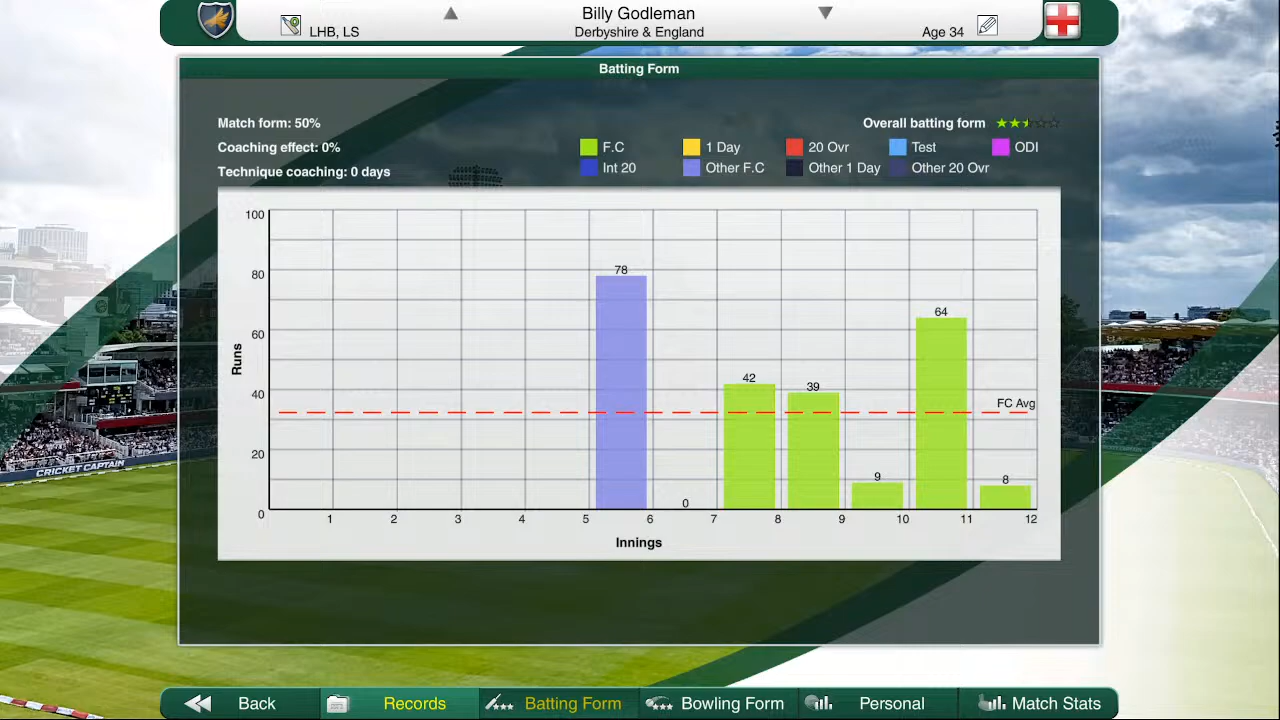 Billy Godleman
LHB, LS
Derbyshire & England
Age 34
Batting Form
Match form: 50%
Overall batting form
Coaching effect: 0%
F.C
1 Day
20 Ovr
Test
ODI
Technique coaching: 0 days
Int 20
Other F.C
Other 1 Day
Other 20 Ovr
100
80
60
40
20
0
Runs
78
0
42
39
9
64
8
FC Avg
1 2 3 4 5 6 7 8 9 10 11 12
Innings
CRICKET CAPTAIN
Back
Records
Batting Form
Bowling Form
Personal
Match Stats